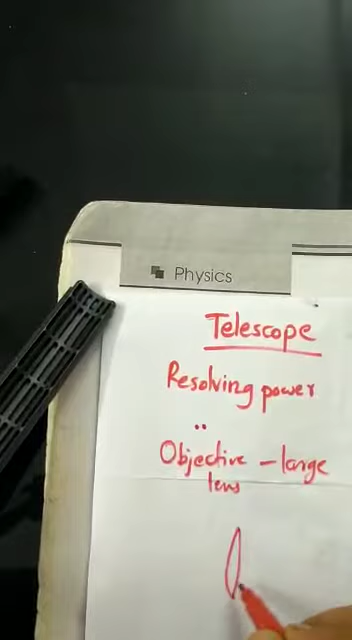 Physics
Telescope
Resolving power
Objective - large
lens